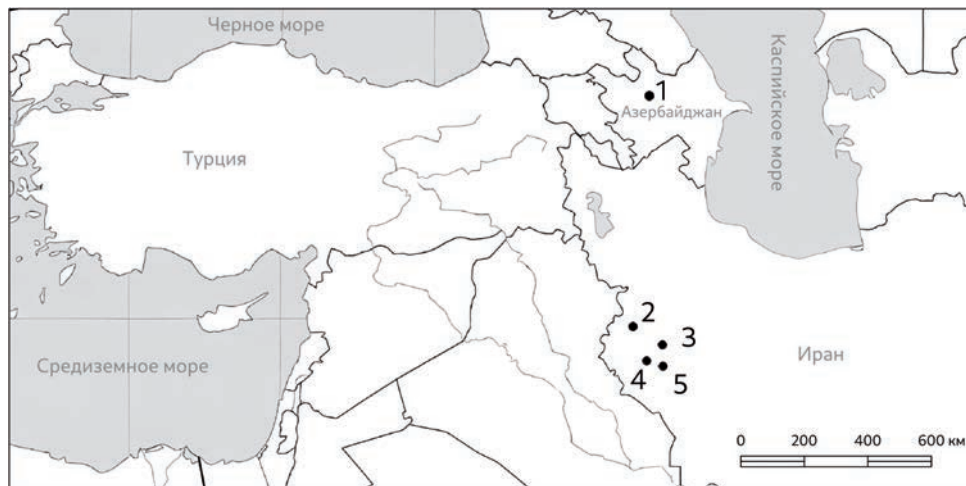 Черное море
Каспийское море
1
Азербайджан
Турция
2
3
Иран
4
5
Средиземное море
0 200 400 600 км